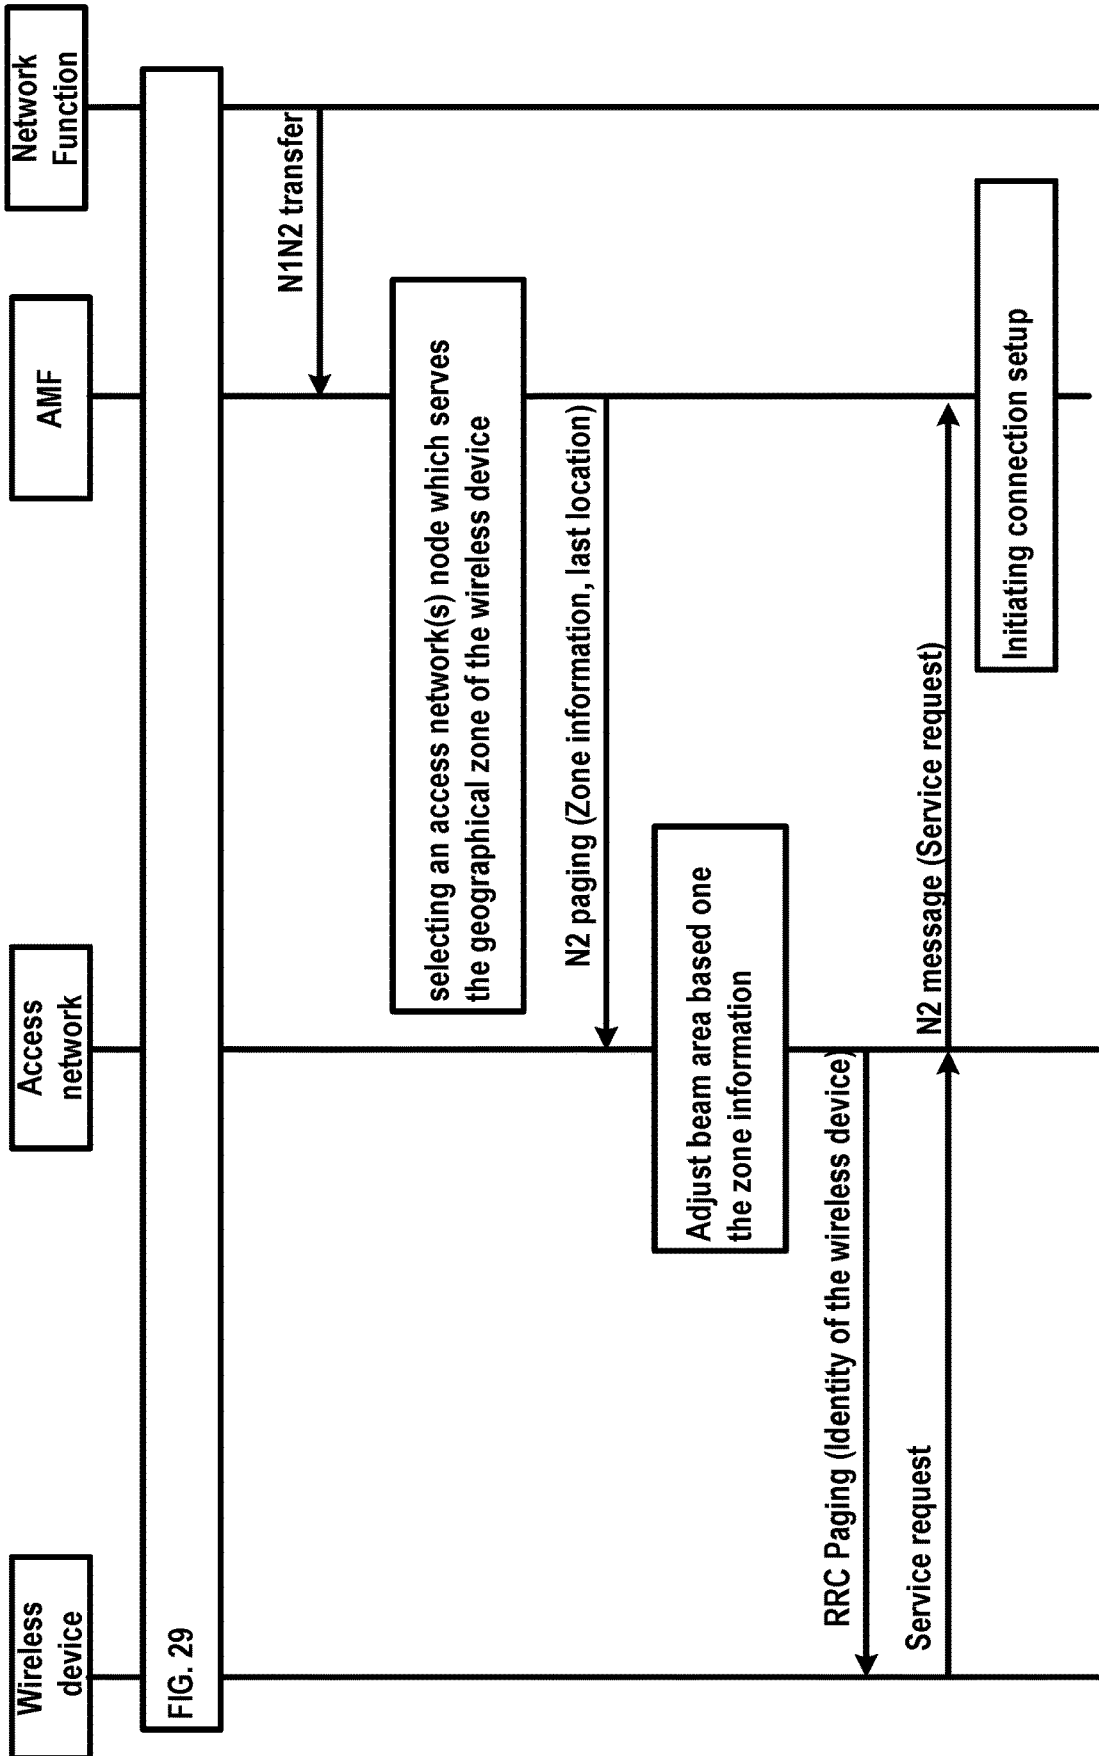 Wireless
device
Access
network
AMF
Network
Function
FIG. 29
N1N2 transfer
selecting an access network(s) node which serves
the geographical zone of the wireless device
N2 paging (Zone information, last location)
Adjust beam area based one
the zone information
RRC Paging (Identity of the wireless device)
Service request
N2 message (Service request)
Initiating connection setup